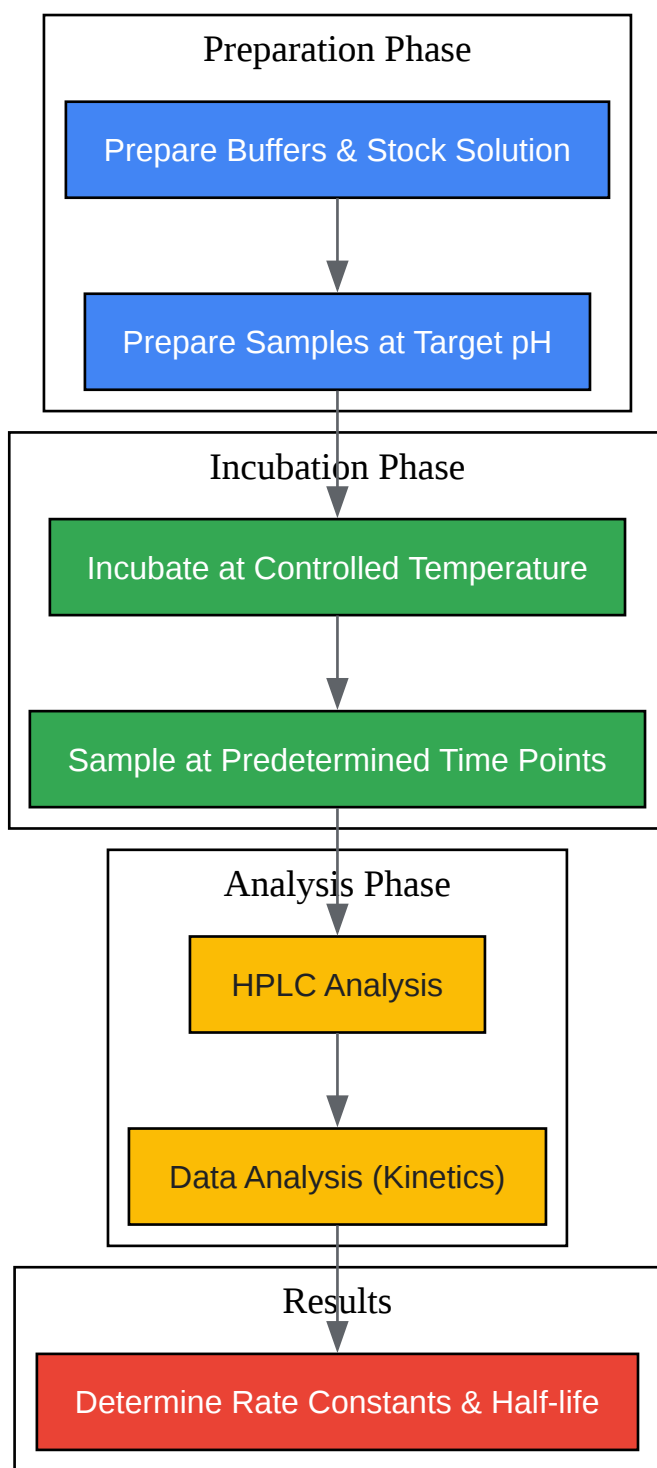 Preparation Phase
Prepare Buffers & Stock Solution
Prepare Samples at Target pH
Incubation Phase
Incubate at Controlled Temperature
Sample at Predetermined Time Points
Analysis Phase
HPLC Analysis
Data Analysis (Kinetics)
Results
Determine Rate Constants & Half-life